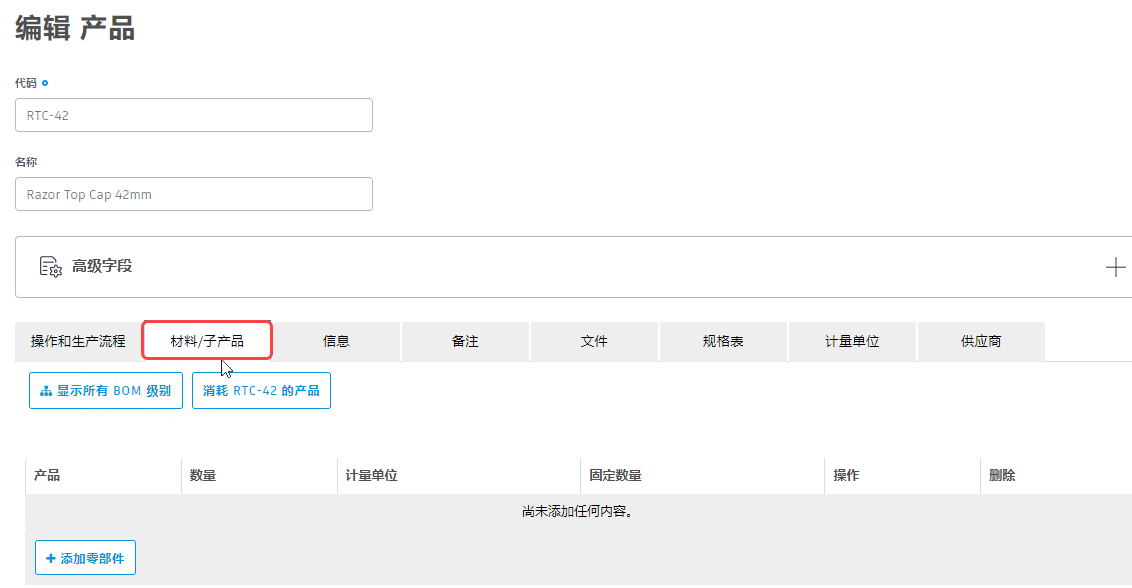 编辑 产品
代码
RTC-42
名称
Razor Top Cap 42mm
高级字段
操作和生产流程 材料/子产品 信息 备注 文件 规格表 计量单位 供应商
显示所有 BOM 级别 消耗 RTC-42 的产品
产品 数量 计量单位 固定数量 操作 删除
尚未添加任何内容。
添加零部件